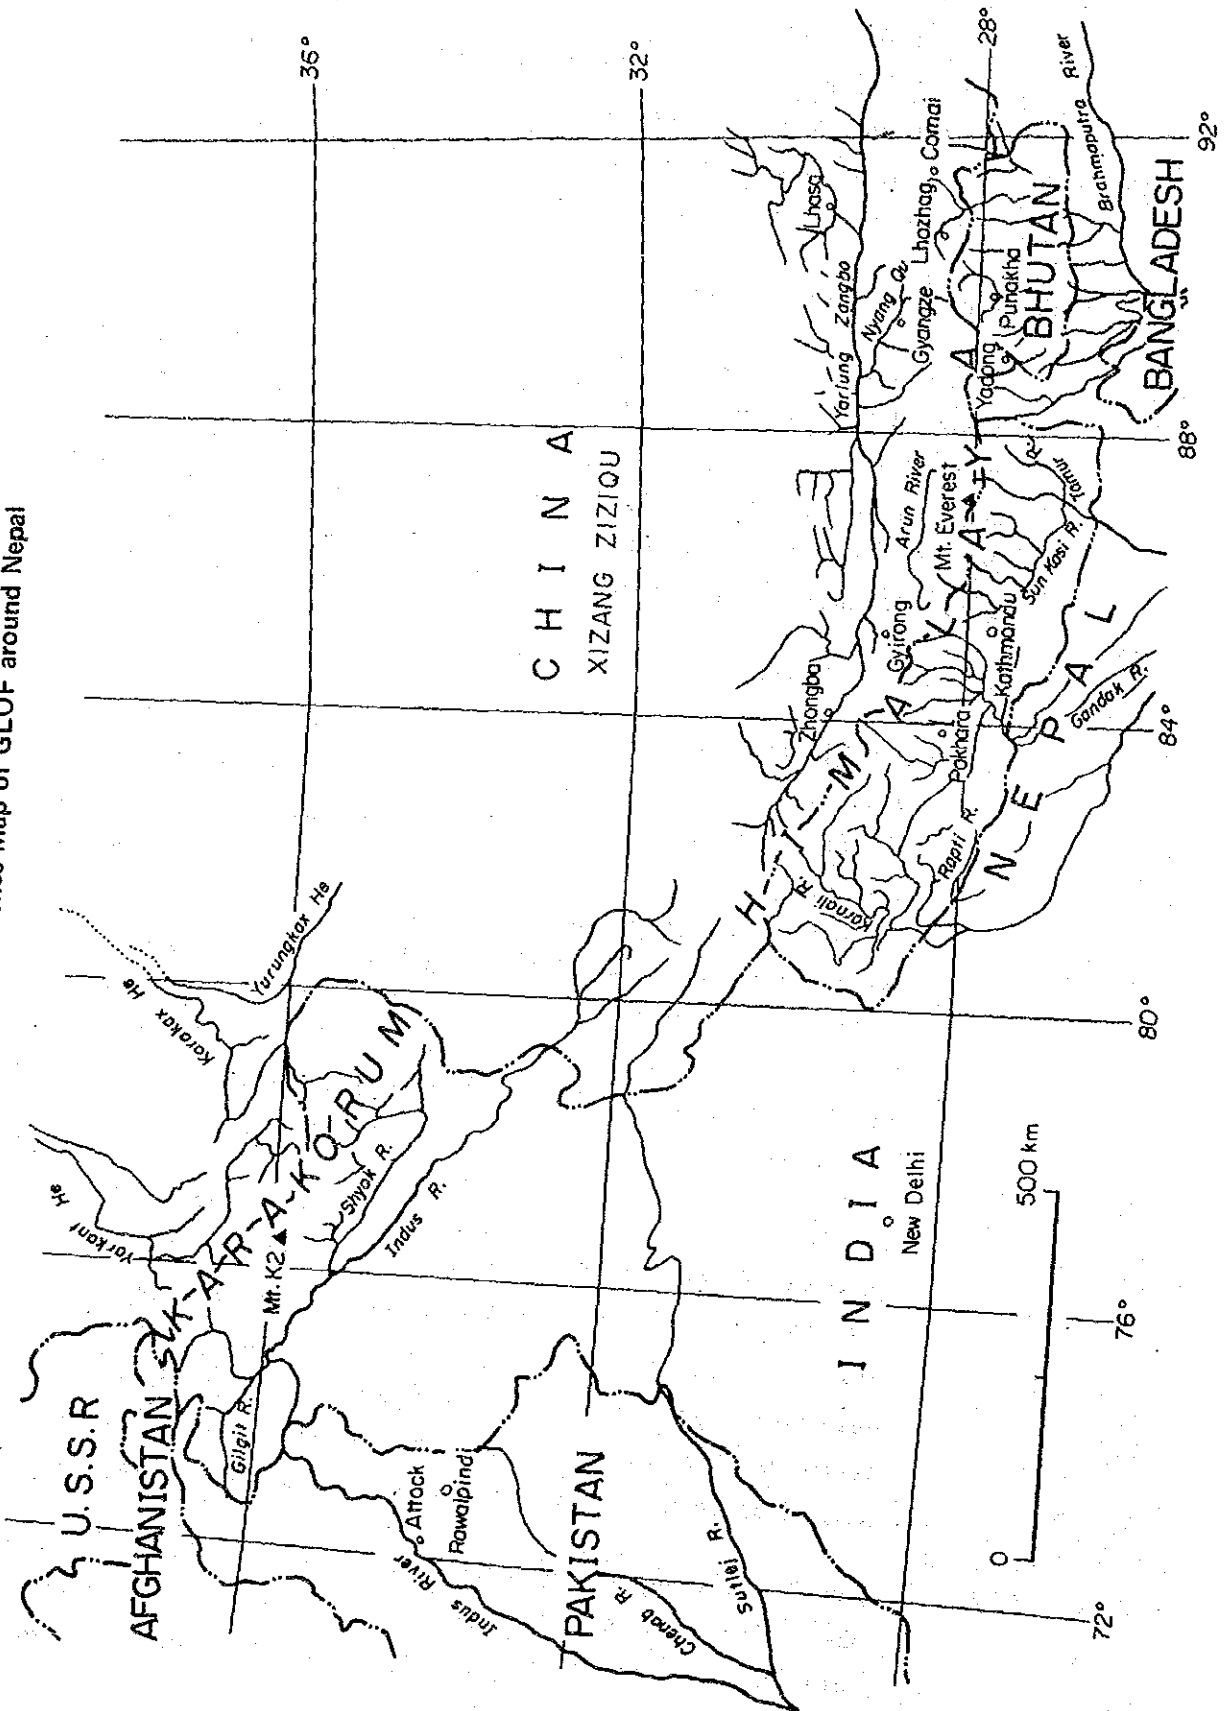 Map of GLOF around Nepal
36°
32°
28°
U.S.S.R
AFGHANISTAN
KARAKORUM
Yarkant He
Karakax He
Yurungkax He
Mt. K2
Gilgit R.
Shyok R.
Indus R.
Attock
Rawalpindi
Indus River
PAKISTAN
Chenab R.
Sutlej R.
CHINA
XIZANG ZIZIQU
INDIA
New Delhi
HIMALAYA
Zhongba
Gyirong
Arun River
Mt. Everest
Yarlung Zangbo
Nyang Qu
Gyangze
Lhasa
Lhozhag
Comai
Yadong
Punakha
BHUTAN
Brahmaputra River
BANGLADESH
Karnali R.
Rapti R.
Pokhara
Kathmandu
Sun Kosi R.
Tamur R.
NEPAL
Gandak R.
0
500 km
72°
76°
80°
84°
88°
92°